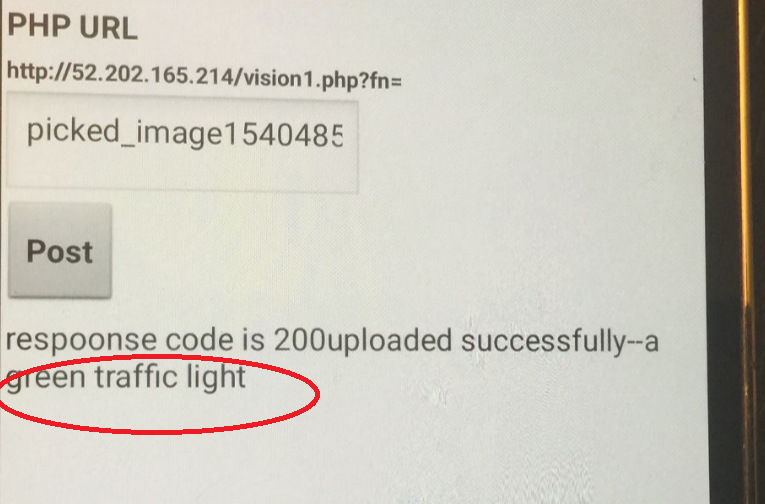 PHP URL
http://52.202.165.214/vision1.php?fn=
picked_image1540485
Post
respoonse code is 200uploaded successfully--a
green traffic light